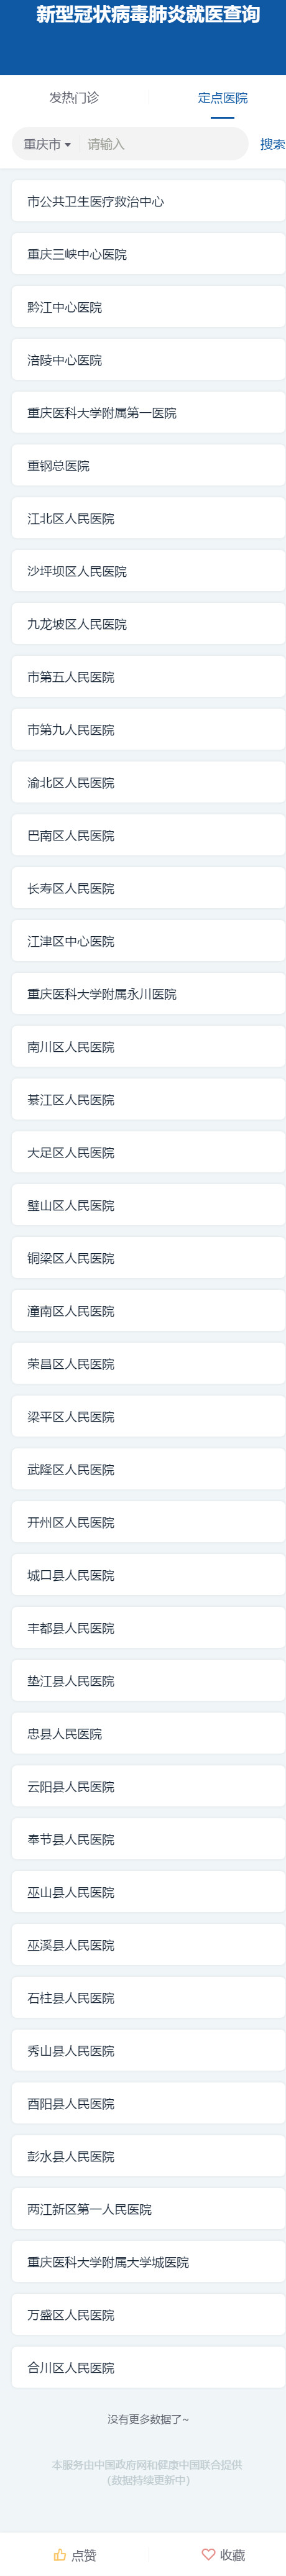 新型冠状病毒肺炎就医查询
发热门诊 定点医院
重庆市 请输入 搜索
市公共卫生医疗救治中心
重庆三峡中心医院
黔江中心医院
涪陵中心医院
重庆医科大学附属第一医院
重钢总医院
江北区人民医院
沙坪坝区人民医院
九龙坡区人民医院
市第五人民医院
市第九人民医院
渝北区人民医院
巴南区人民医院
长寿区人民医院
江津区中心医院
重庆医科大学附属永川医院
南川区人民医院
綦江区人民医院
大足区人民医院
璧山区人民医院
铜梁区人民医院
潼南区人民医院
荣昌区人民医院
梁平区人民医院
武隆区人民医院
开州区人民医院
城口县人民医院
丰都县人民医院
垫江县人民医院
忠县人民医院
云阳县人民医院
奉节县人民医院
巫山县人民医院
巫溪县人民医院
石柱县人民医院
秀山县人民医院
酉阳县人民医院
彭水县人民医院
两江新区第一人民医院
重庆医科大学附属大学城医院
万盛区人民医院
合川区人民医院
没有更多数据了~
本服务由中国政府网和健康中国联合提供
(数据持续更新中)
点赞 收藏